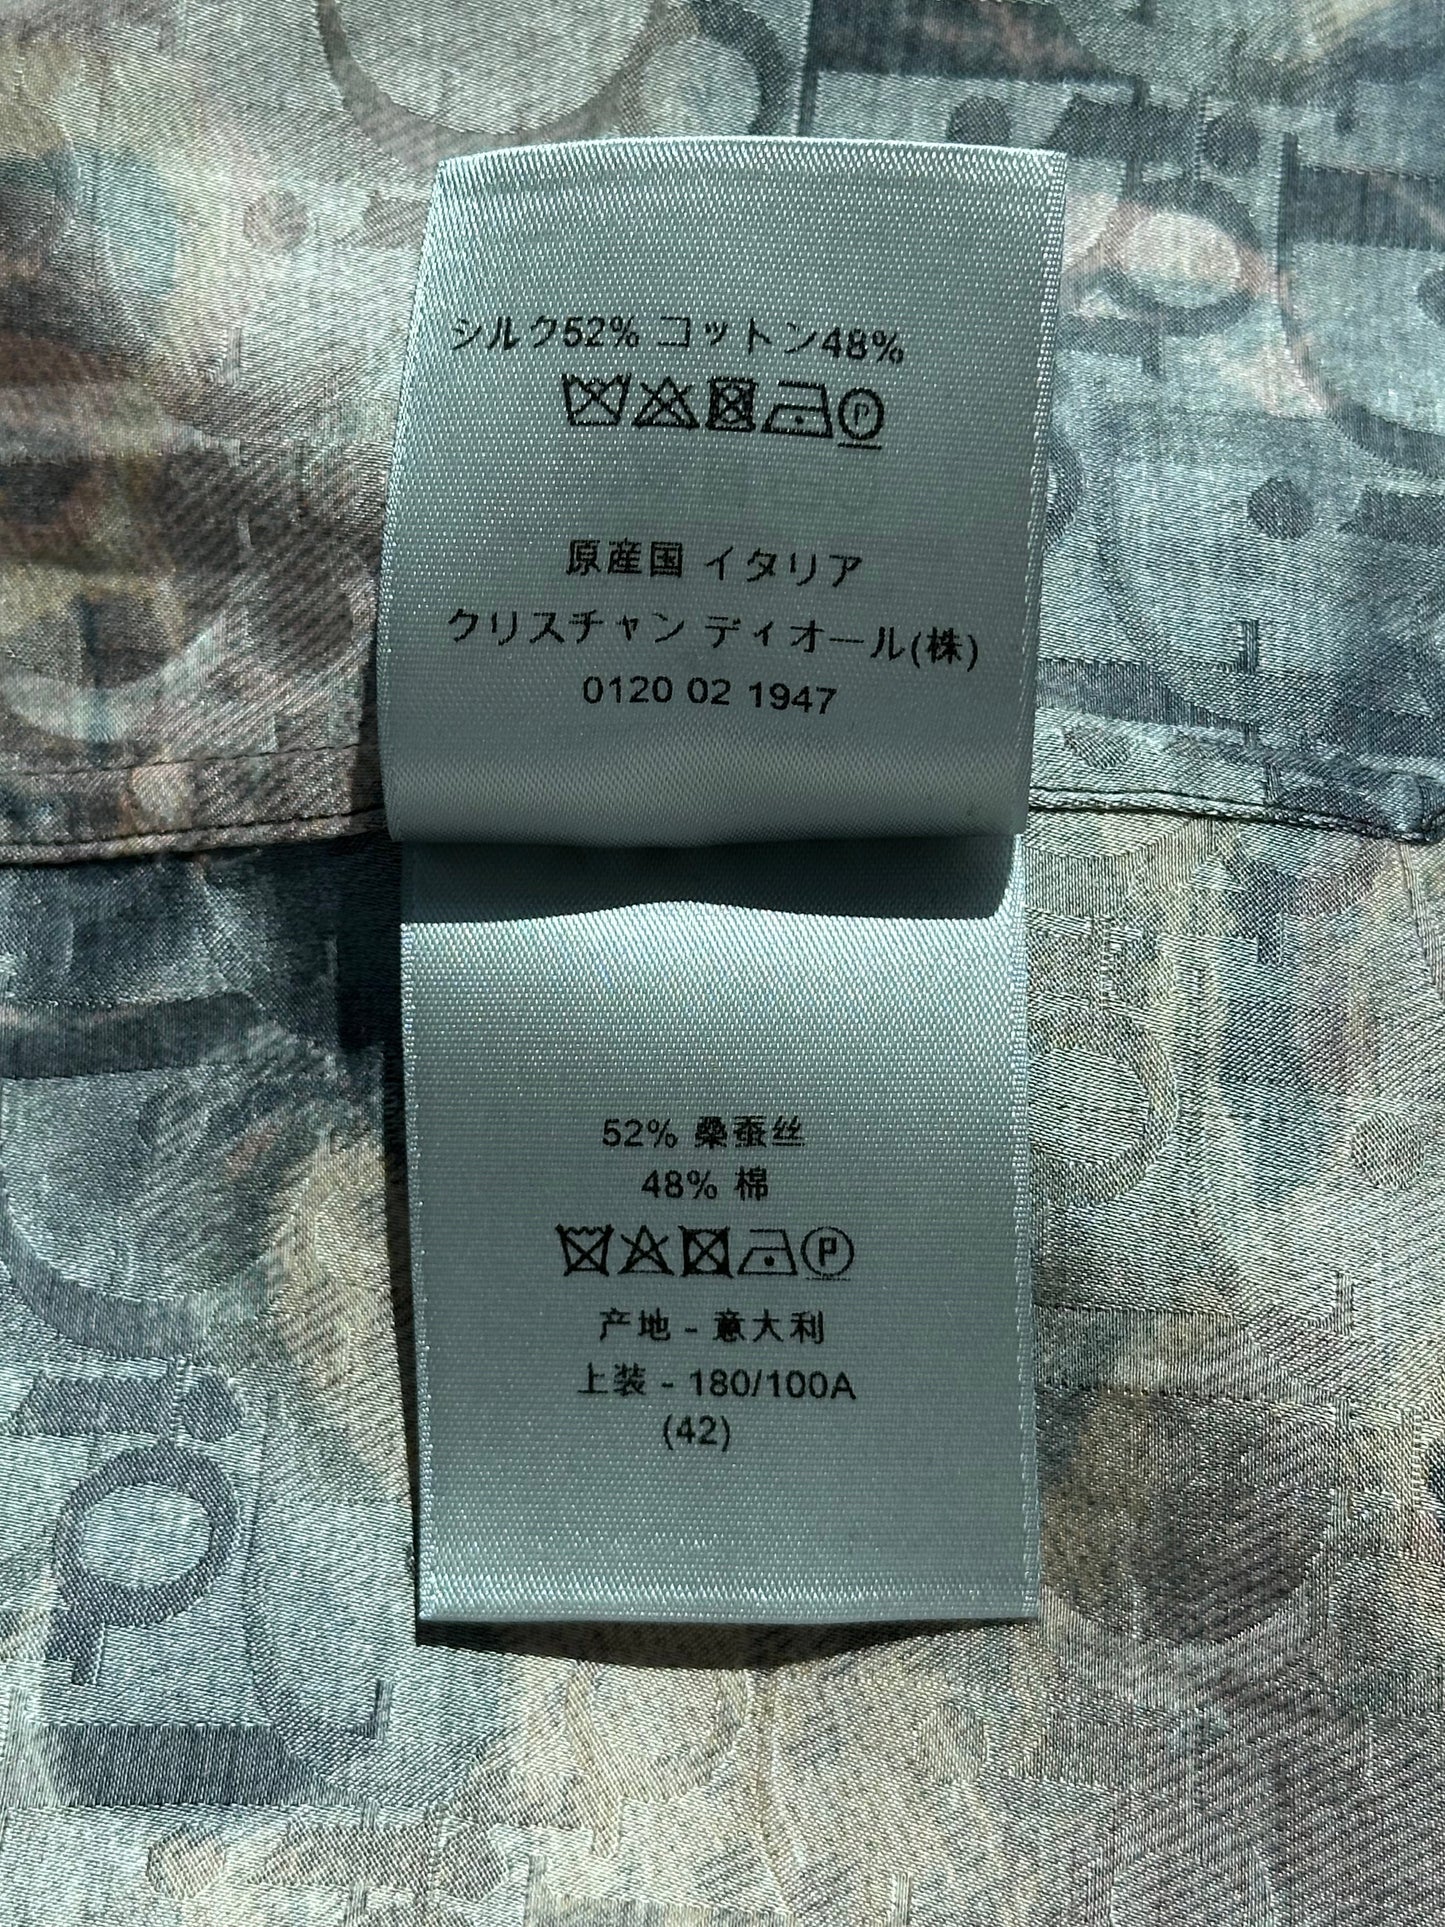 シルク52% コットン48%
原産国 イタリア
クリスチャン ディオール(株)
0120 02 1947
52% 桑蚕丝
48% 棉
产地 - 意大利
上装 - 180/100A
(42)